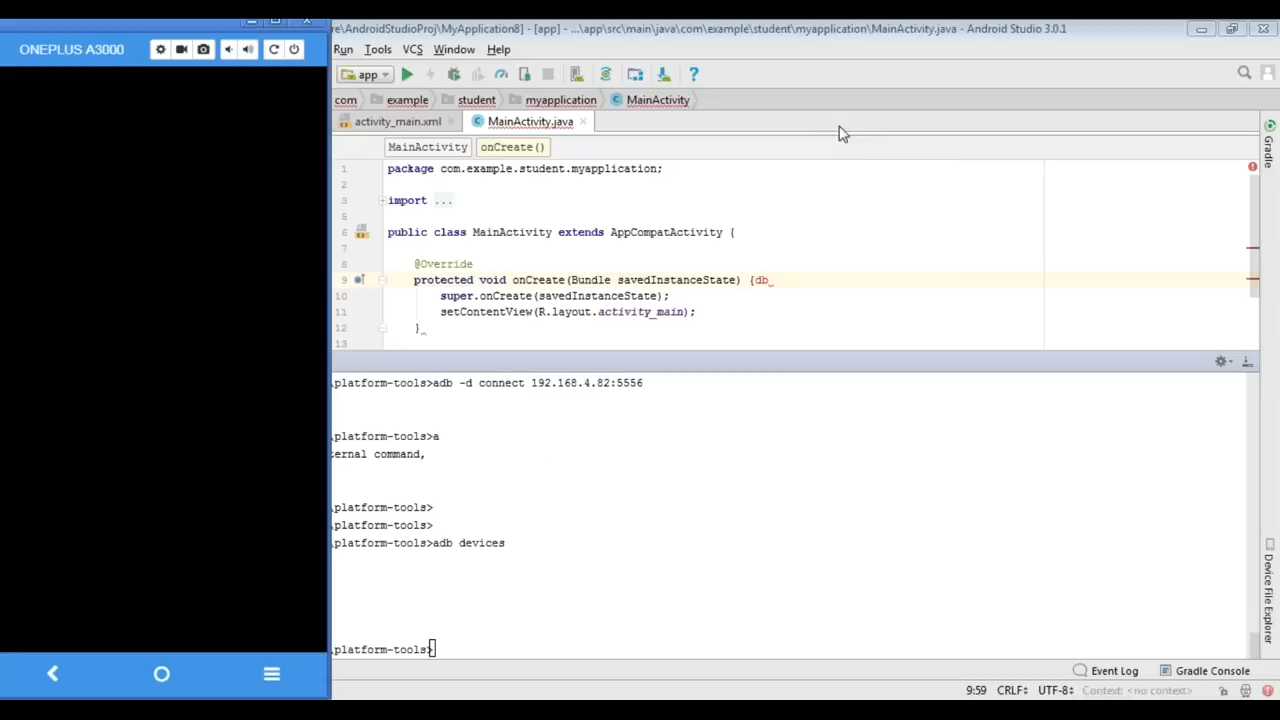 ONEPLUS A3000
re\AndroidStudioProj\MyApplication8] - [app] - ...\app\src\main\java\com\example\student\myapplication\MainActivity.java - Android Studio 3.0.1
Run Tools VCS Window Help
app
com example student myapplication MainActivity
activity_main.xml MainActivity.java
MainActivity onCreate()
1 package com.example.student.myapplication;
2
3 import ...
5
6 public class MainActivity extends AppCompatActivity {
7
8 @Override
9 protected void onCreate(Bundle savedInstanceState) {db
10 super.onCreate(savedInstanceState);
11 setContentView(R.layout.activity_main);
12 }
13
Gradle
\platform-tools>adb -d connect 192.168.4.82:5556
\platform-tools>a
ternal command,
\platform-tools>
\platform-tools>
\platform-tools>adb devices
\platform-tools>
Device File Explorer
Event Log Gradle Console
9:59 CRLF UTF-8 Context: <no context>